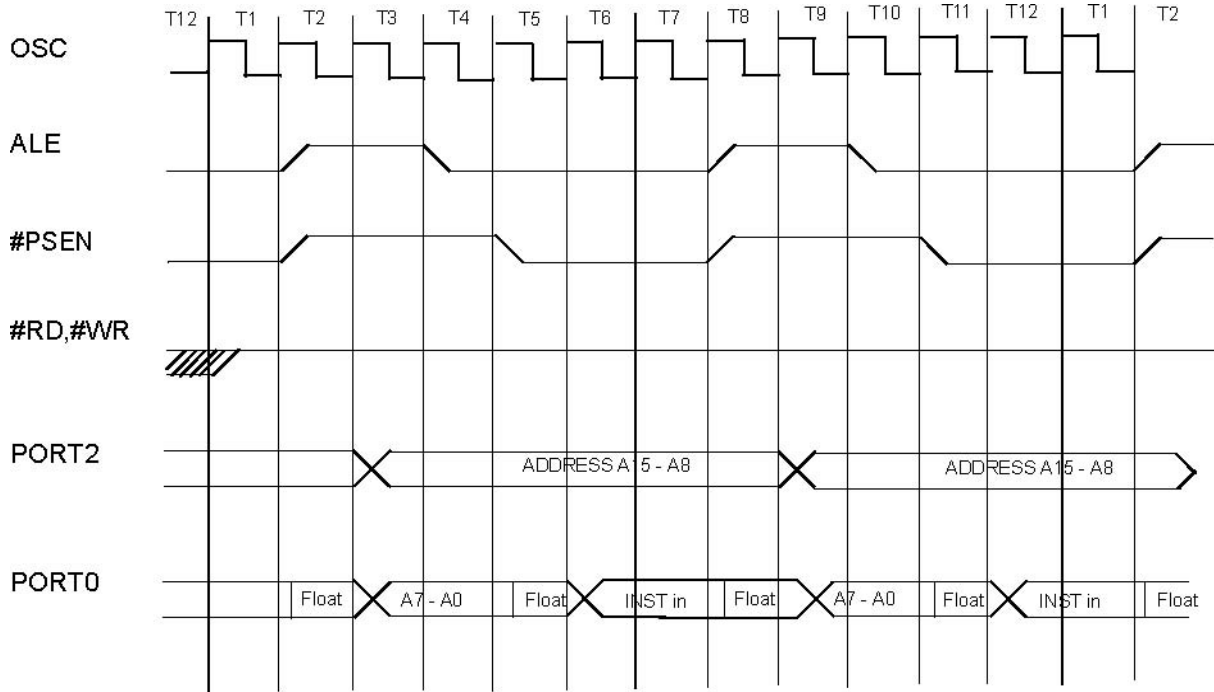 T12 T1 T2 T3 T4 T5 T6 T7 T8 T9 T10 T11 T12 T1 T2
OSC
ALE
#PSEN
#RD,#WR
PORT2 ADDRESS A15 - A8 ADDRESS A15 - A8
PORT0 Float A7 - A0 Float INST in Float A7 - A0 Float INST in Float